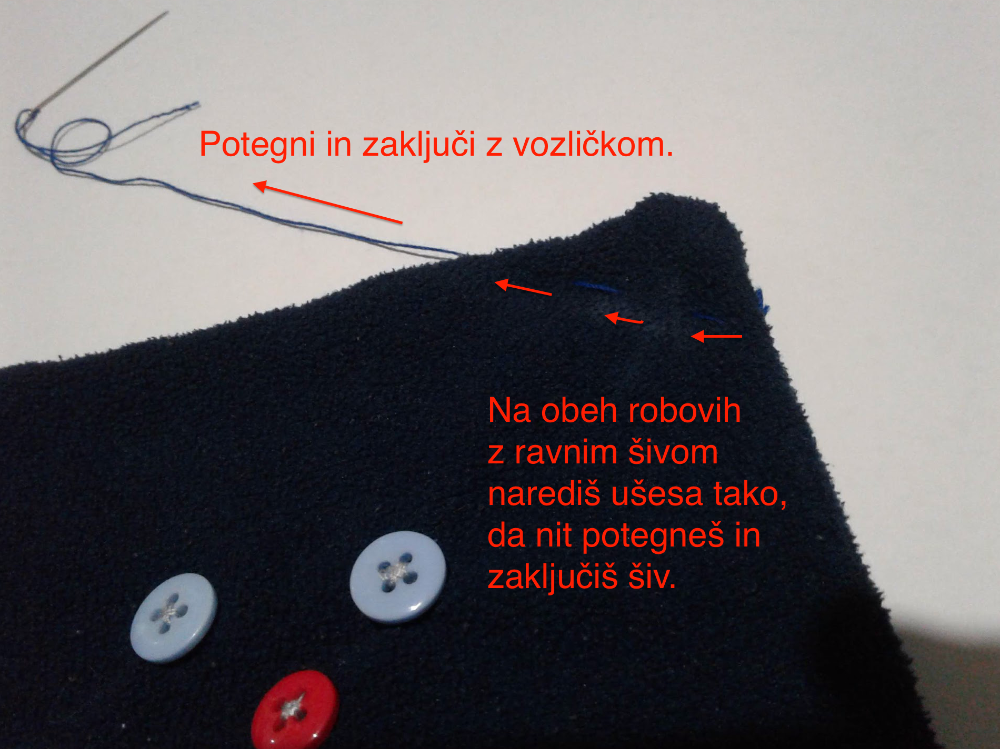 Potegni in zaključi z vozličkom.
Na obeh robovih
z ravnim šivom
narediš ušesa tako,
da nit potegneš in
zaključiš šiv.